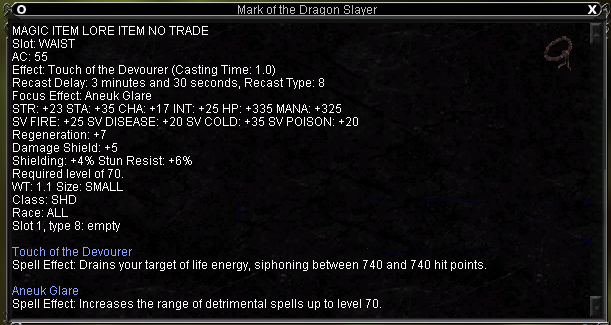 Mark of the Dragon Slayer
MAGIC ITEM LORE ITEM NO TRADE
Slot: WAIST
AC: 55
Effect: Touch of the Devourer (Casting Time: 1.0)
Recast Delay: 3 minutes and 30 seconds, Recast Type: 8
Focus Effect: Aneuk Glare
STR: +23 STA: +35 CHA: +17 INT: +25 HP: +335 MANA: +325
SV FIRE: +25 SV DISEASE: +20 SV COLD: +35 SV POISON: +20
Regeneration: +7
Damage Shield: +5
Shielding: +4% Stun Resist: +6%
Required level of 70.
WT: 1.1 Size: SMALL
Class: SHD
Race: ALL
Slot 1, type 8: empty
Touch of the Devourer
Spell Effect: Drains your target of life energy, siphoning between 740 and 740 hit points.
Aneuk Glare
Spell Effect: Increases the range of detrimental spells up to level 70.